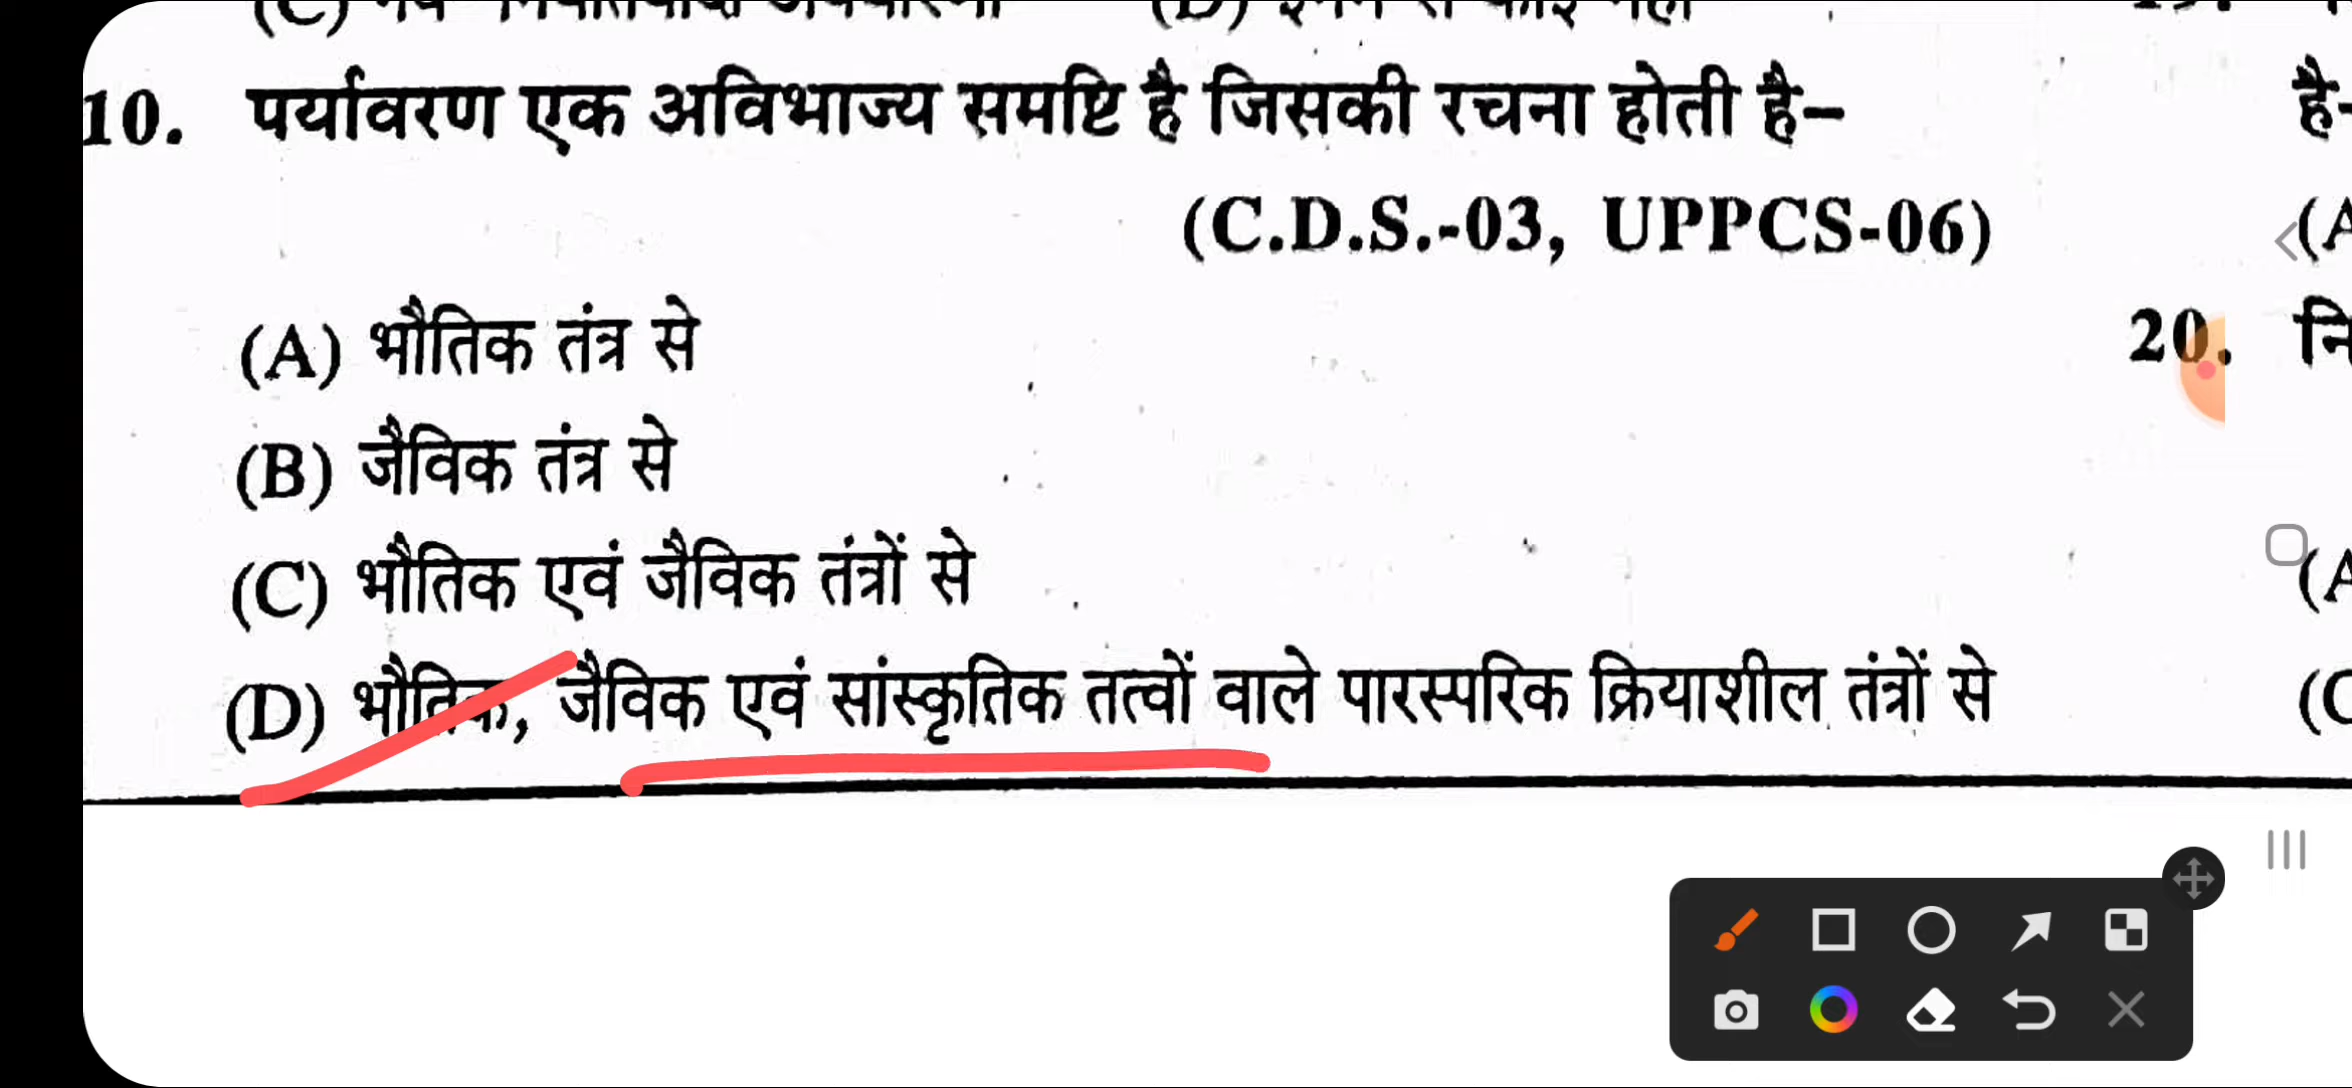 10. पर्यावरण एक अविभाज्य समष्टि है जिसकी रचना होती है–
(C.D.S.-03, UPPCS-06)
(A) भौतिक तंत्र से
(B) जैविक तंत्र से
(C) भौतिक एवं जैविक तंत्रों से
(D) भौतिक, जैविक एवं सांस्कृतिक तत्वों वाले पारस्परिक क्रियाशील तंत्रों से
है-
(A
20. नि
(A
(C